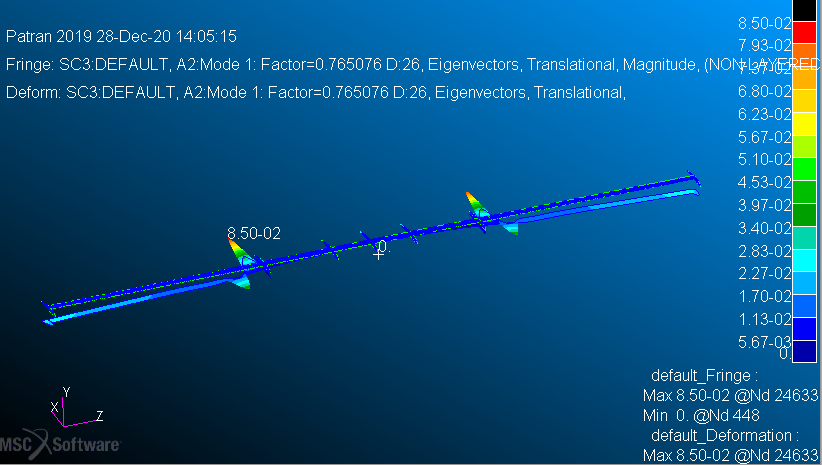 Patran 2019 28-Dec-20 14:05:15
Fringe: SC3:DEFAULT, A2:Mode 1: Factor=0.765076 D:26, Eigenvectors, Translational, Magnitude, (NON-LAYERED
Deform: SC3:DEFAULT, A2:Mode 1: Factor=0.765076 D:26, Eigenvectors, Translational,
8.50-02
7.93-02
7.37-02
6.80-02
6.23-02
5.67-02
5.10-02
4.53-02
3.97-02
3.40-02
2.83-02
2.27-02
1.70-02
1.13-02
5.67-03
0.
8.50-02
0.
default_Fringe :
Max 8.50-02 @Nd 24633
Min 0. @Nd 448
default_Deformation :
Max 8.50-02 @Nd 24633
Y
X
Z
MSC Software